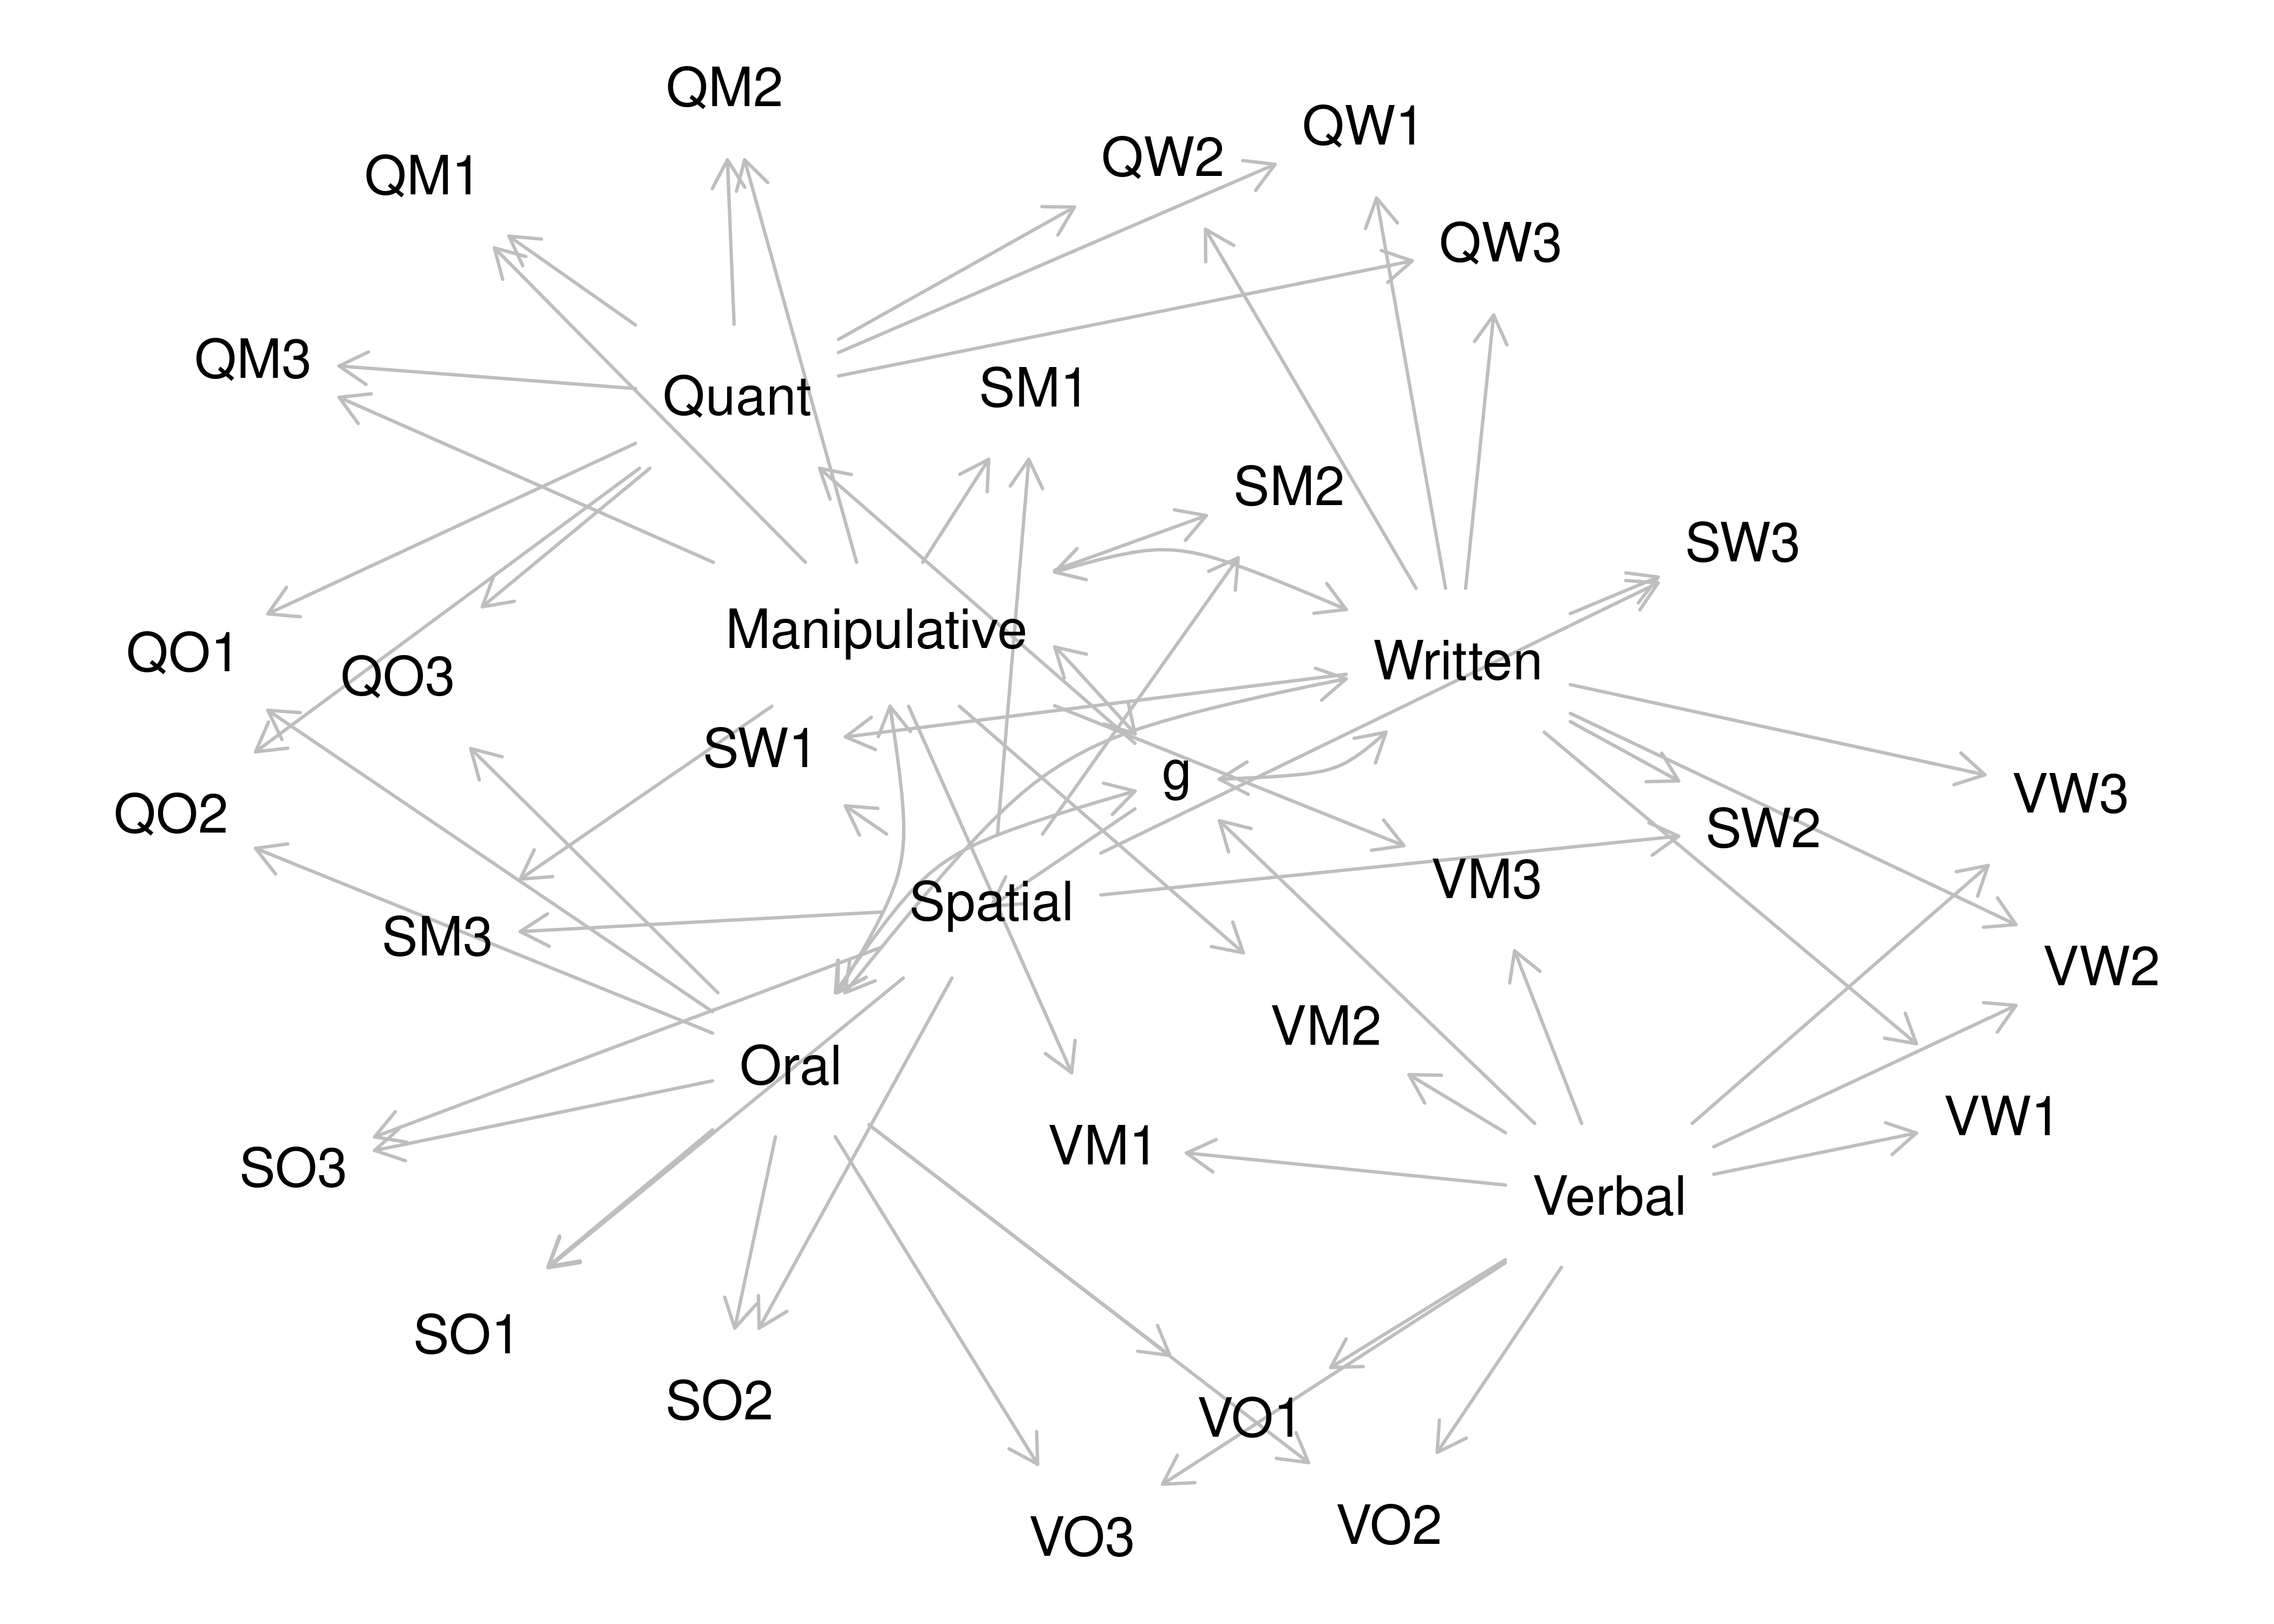 QM2
QW1
QW2
QM1
QW3
QM3
SM1
Quant
SM2
SW3
Manipulative
QO1
Written
QO3
SW1
g
VW3
QO2
SW2
VM3
Spatial
SM3
VW2
VM2
Oral
VW1
VM1
SO3
Verbal
SO1
SO2
VO1
VO2
VO3